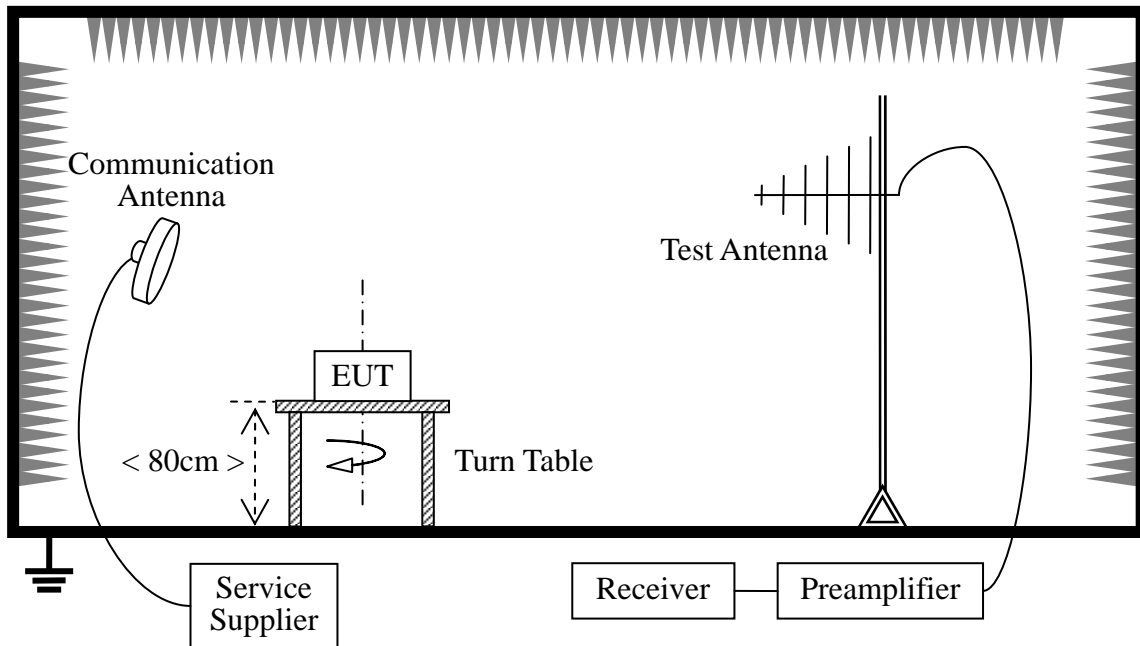 Communication
Antenna
Test Antenna
EUT
< 80cm >
Turn Table
Service
Supplier
Receiver
Preamplifier